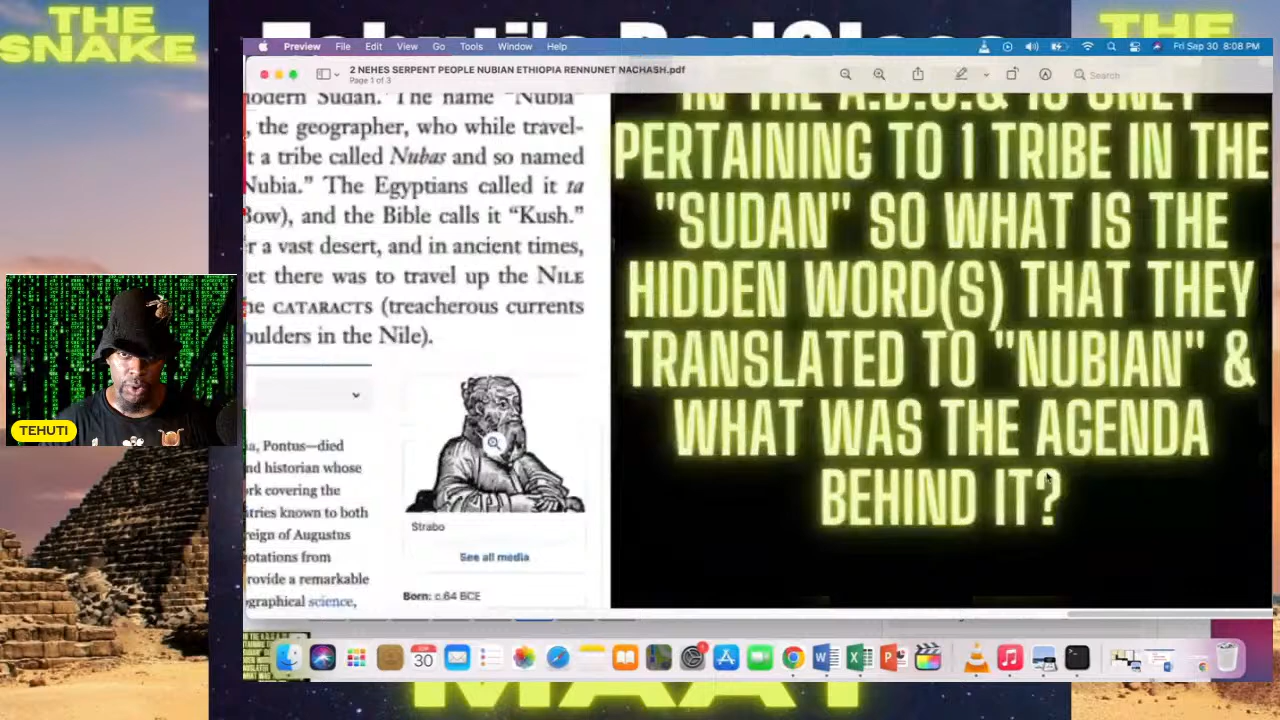 THE
SNAKE
THE
Preview File Edit View Go Tools Window Help
Fri Sep 30 8:08 PM
2 NEHES SERPENT PEOPLE NUBIAN ETHIOPIA RENNUNET NACHASH.pdf
Page 1 of 3
Search
modern Sudan. The name "Nubia"
, the geographer, who while travel-
t a tribe called Nubas and so named
Nubia." The Egyptians called it ta
Bow), and the Bible calls it "Kush."
r a vast desert, and in ancient times,
et there was to travel up the NILE
he CATARACTS (treacherous currents
oulders in the Nile).
a, Pontus—died
nd historian whose
rk covering the
ntries known to both
reign of Augustus
otations from
rovide a remarkable
ographical science,
Strabo
See all media
Born: c.64 BCE
PERTAINING TO 1 TRIBE IN THE
"SUDAN" SO WHAT IS THE
HIDDEN WORD(S) THAT THEY
TRANSLATED TO "NUBIAN" &
WHAT WAS THE AGENDA
BEHIND IT?
TEHUTI
SEP
30
MAAT